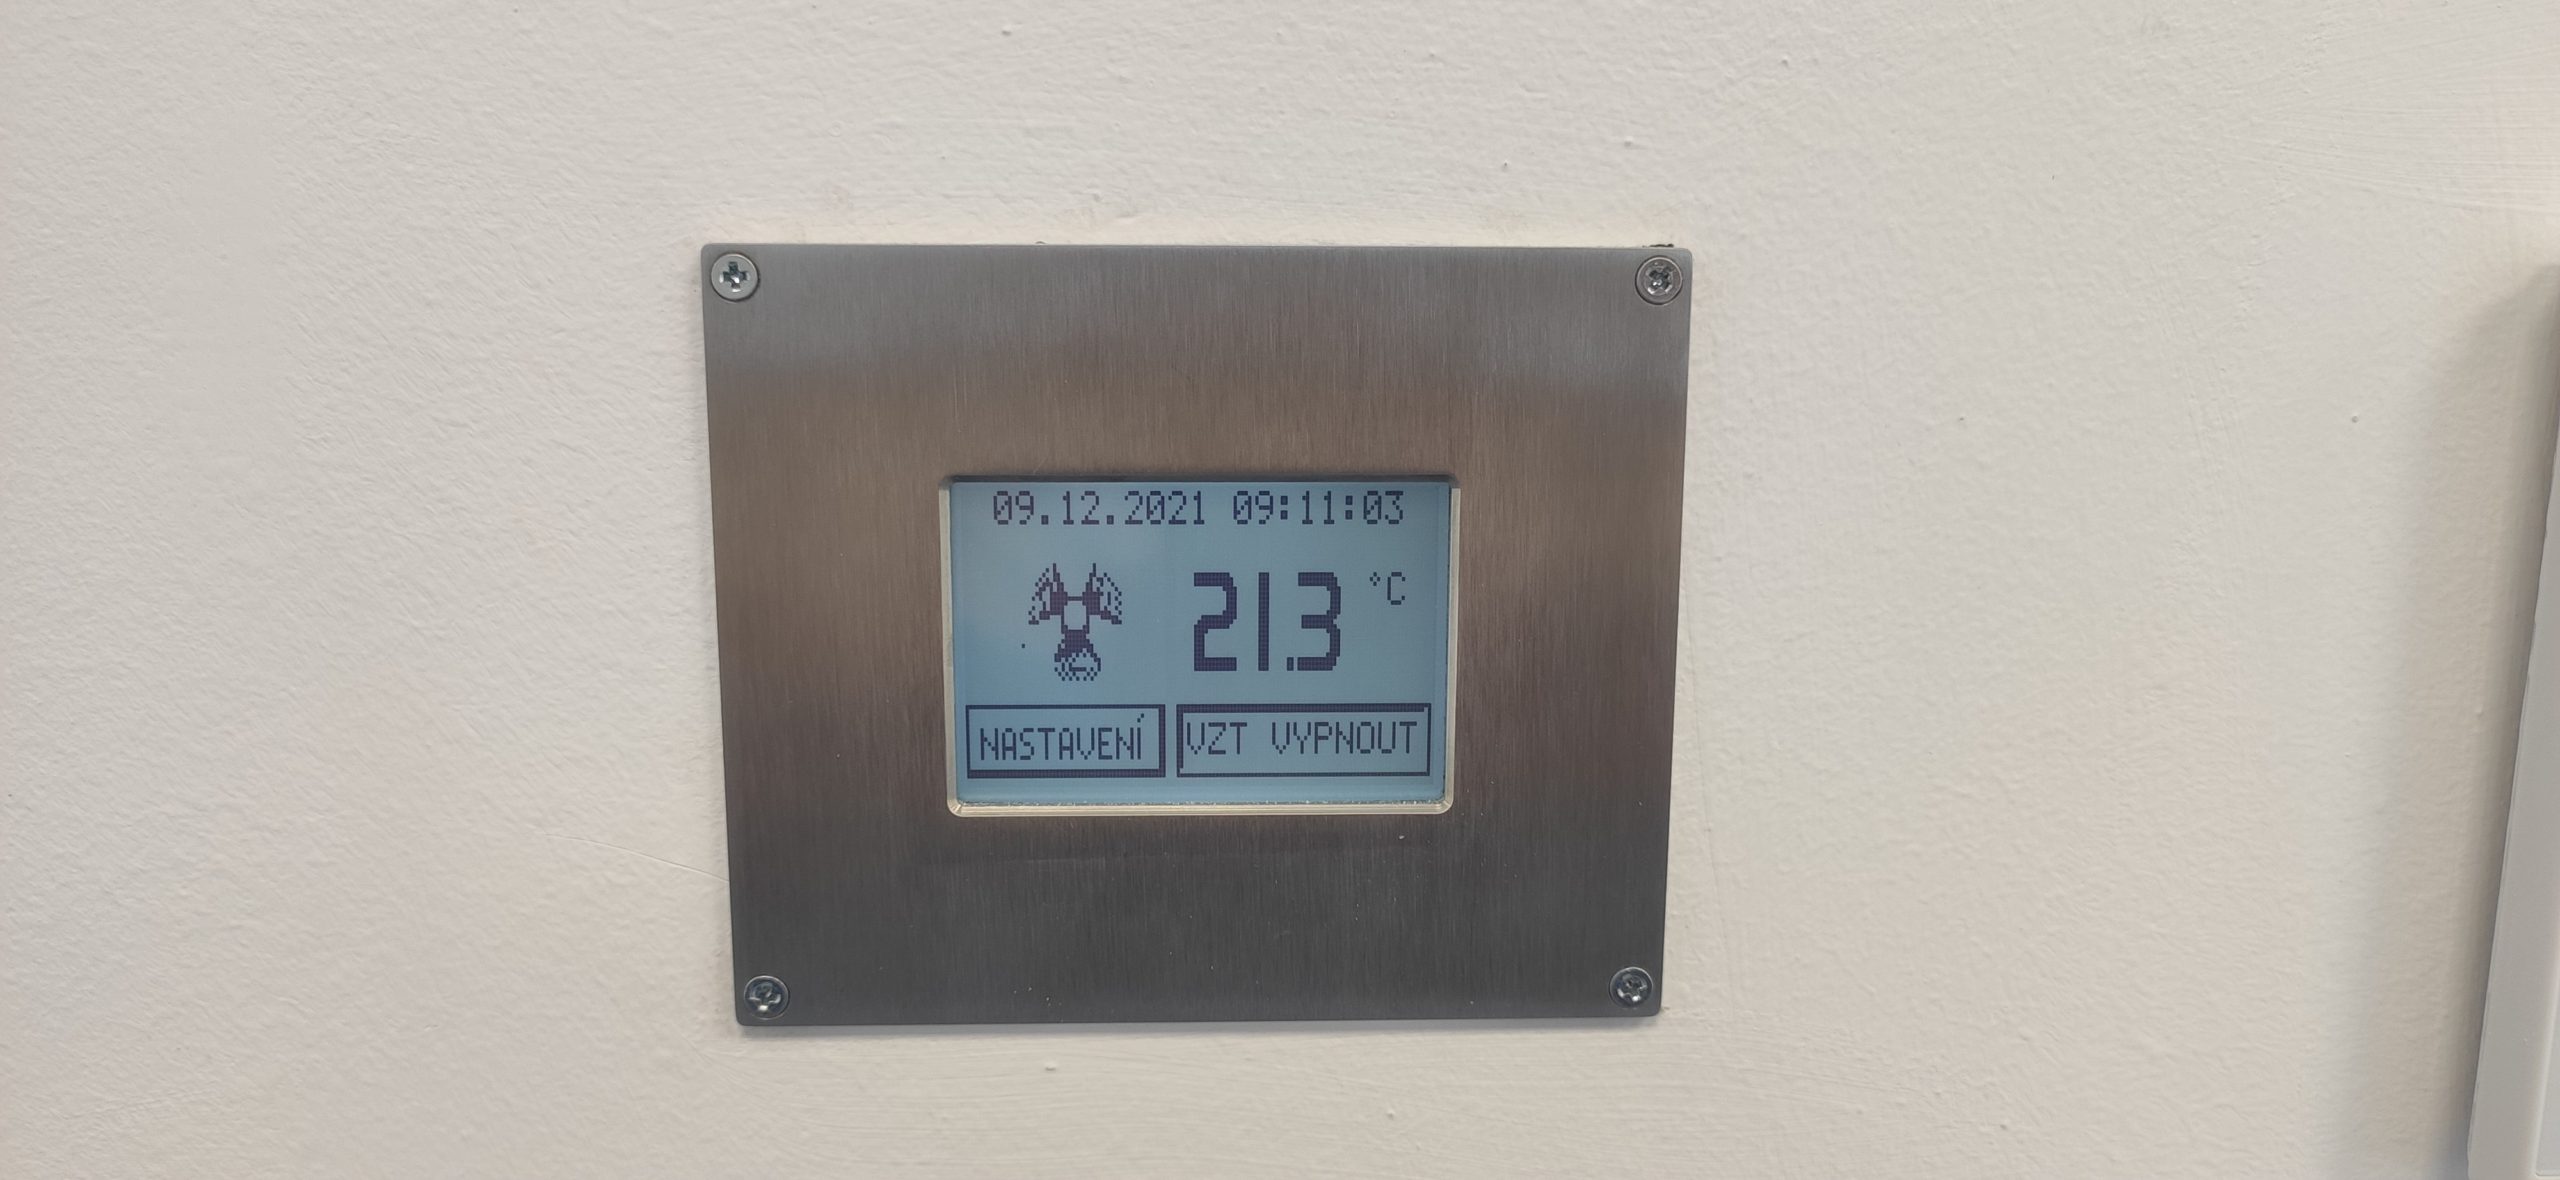 09.12.2021 09:11:03
21.3 °C
NASTAVENÍ VZT VYPNOUT